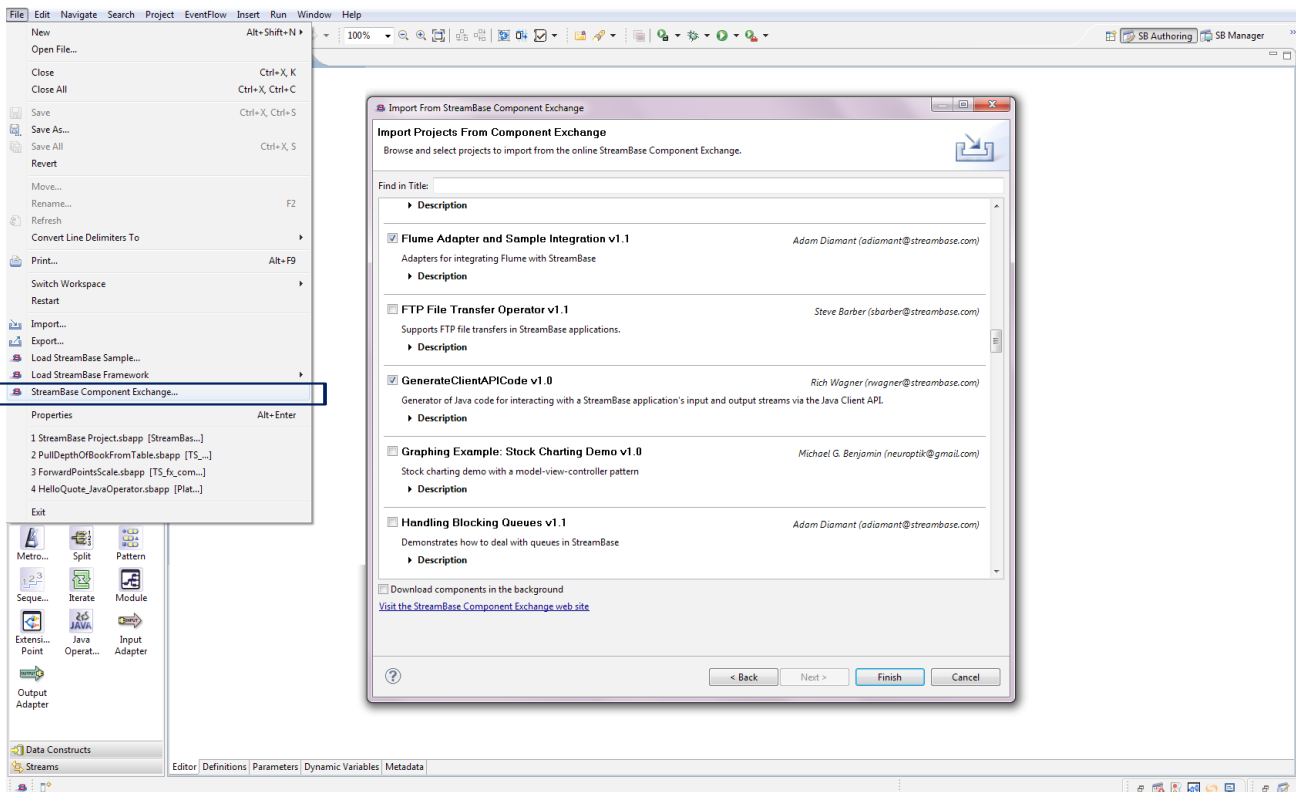 File Edit Navigate Search Project EventFlow Insert Run Window Help
New Alt+Shift+N
Open File...
Close Ctrl+X, K
Close All Ctrl+X, Ctrl+C
Save Ctrl+X, Ctrl+S
Save As...
Save All Ctrl+X, S
Revert
Move...
Rename... F2
Refresh
Convert Line Delimiters To
Print... Alt+F9
Switch Workspace
Restart
Import...
Export...
Load StreamBase Sample...
Load StreamBase Framework
StreamBase Component Exchange...
Properties Alt+Enter
1 StreamBase Project.sbapp [StreamBas...]
2 PullDepthOfBookFromTable.sbapp [TS_...]
3 ForwardPointsScale.sbapp [TS_fx_com...]
4 HelloQuote_JavaOperator.sbapp [Plat...]
Exit
100%
SB Authoring SB Manager
Import From StreamBase Component Exchange
Import Projects From Component Exchange
Browse and select projects to import from the online StreamBase Component Exchange.
Find in Title:
Description
Flume Adapter and Sample Integration v1.1 Adam Diamant (adiamant@streambase.com)
Adapters for integrating Flume with StreamBase
Description
FTP File Transfer Operator v1.1 Steve Barber (sbarber@streambase.com)
Supports FTP file transfers in StreamBase applications.
Description
GenerateClientAPICode v1.0 Rich Wagner (rwagner@streambase.com)
Generator of Java code for interacting with a StreamBase application's input and output streams via the Java Client API.
Description
Graphing Example: Stock Charting Demo v1.0 Michael G. Benjamin (neuroptik@gmail.com)
Stock charting demo with a model-view-controller pattern
Description
Handling Blocking Queues v1.1 Adam Diamant (adiamant@streambase.com)
Demonstrates how to deal with queues in StreamBase
Description
Download components in the background
Visit the StreamBase Component Exchange web site
< Back Next > Finish Cancel
Metro... Split Pattern
Seque... Iterate Module
Extensi... Java Input
Point Operat... Adapter
Output
Adapter
Data Constructs
Streams
Editor Definitions Parameters Dynamic Variables Metadata